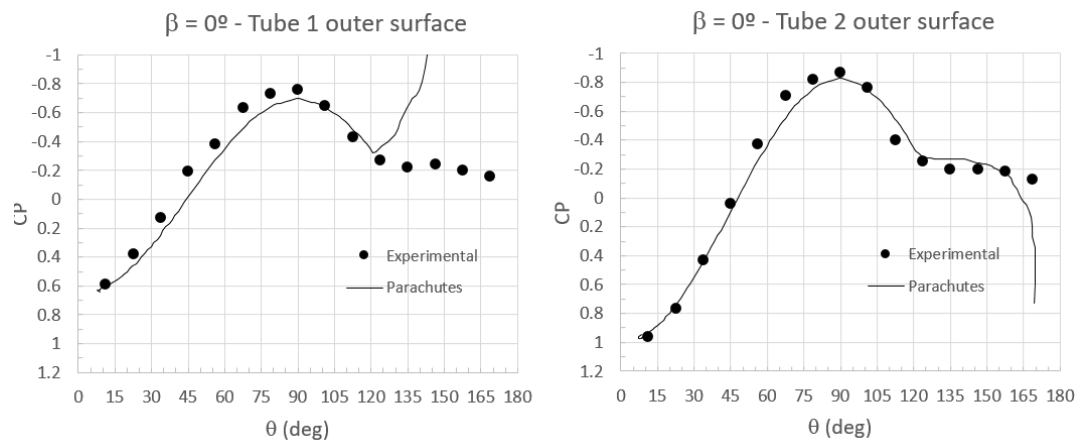 β = 0º - Tube 1 outer surface
-1
-0.8
-0.6
-0.4
-0.2
0
0.2
0.4
0.6
0.8
1
1.2
CP
Experimental
Parachutes
0 15 30 45 60 75 90 105 120 135 150 165 180
θ (deg)
β = 0º - Tube 2 outer surface
-1
-0.8
-0.6
-0.4
-0.2
0
0.2
0.4
0.6
0.8
1
1.2
CP
Experimental
Parachutes
0 15 30 45 60 75 90 105 120 135 150 165 180
θ (deg)